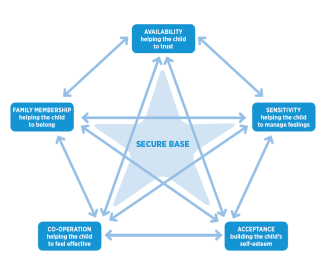 AVAILABILITY
helping the child
to trust
FAMILY MEMBERSHIP
helping the child
to belong
SENSITIVITY
helping the child
to manage feelings
SECURE BASE
CO-OPERATION
helping the child
to feel effective
ACCEPTANCE
building the child's
self-esteem